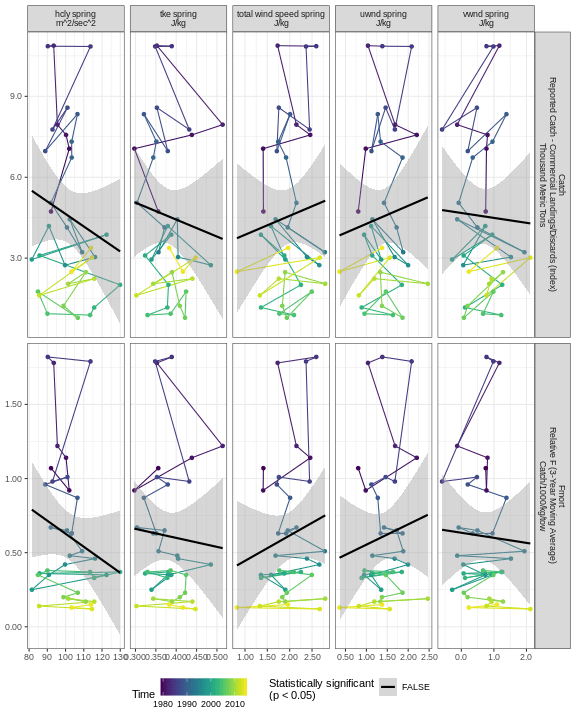 hcly spring
m^2/sec^2
tke spring
J/kg
total wind speed spring
J/kg
uwnd spring
J/kg
vwnd spring
J/kg
9.0
6.0
3.0
Catch
Reported Catch - Commercial Landings/Discards (Index)
Thousand Metric Tons
1.50
1.00
0.50
0.00
Fmort
Relative F (3-Year Moving Average)
Catch/1000/kg/tow
80 90 100 110 120 130
0.300 0.350 0.400 0.450 0.500
1.00 1.50 2.00 2.50
0.50 1.00 1.50 2.00 2.50
0.0 1.0 2.0
Time
1980 1990 2000 2010
Statistically significant
(p < 0.05)
FALSE